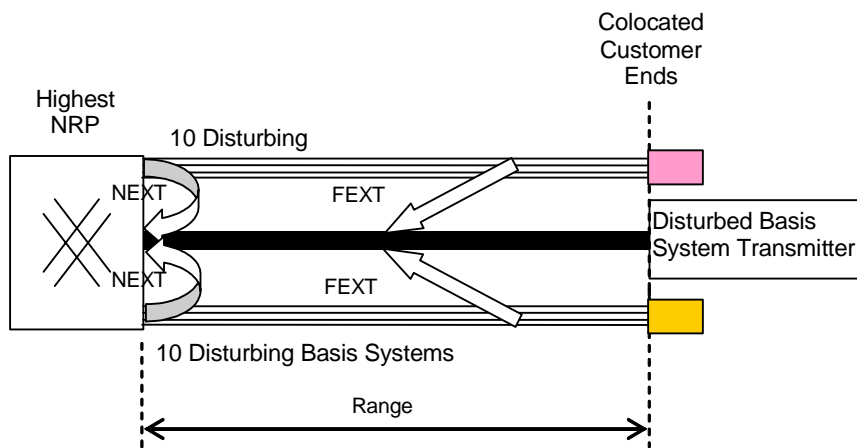 Colocated
Customer
Ends
Highest
NRP
10 Disturbing
NEXT
FEXT
Disturbed Basis
System Transmitter
NEXT
FEXT
10 Disturbing Basis Systems
Range